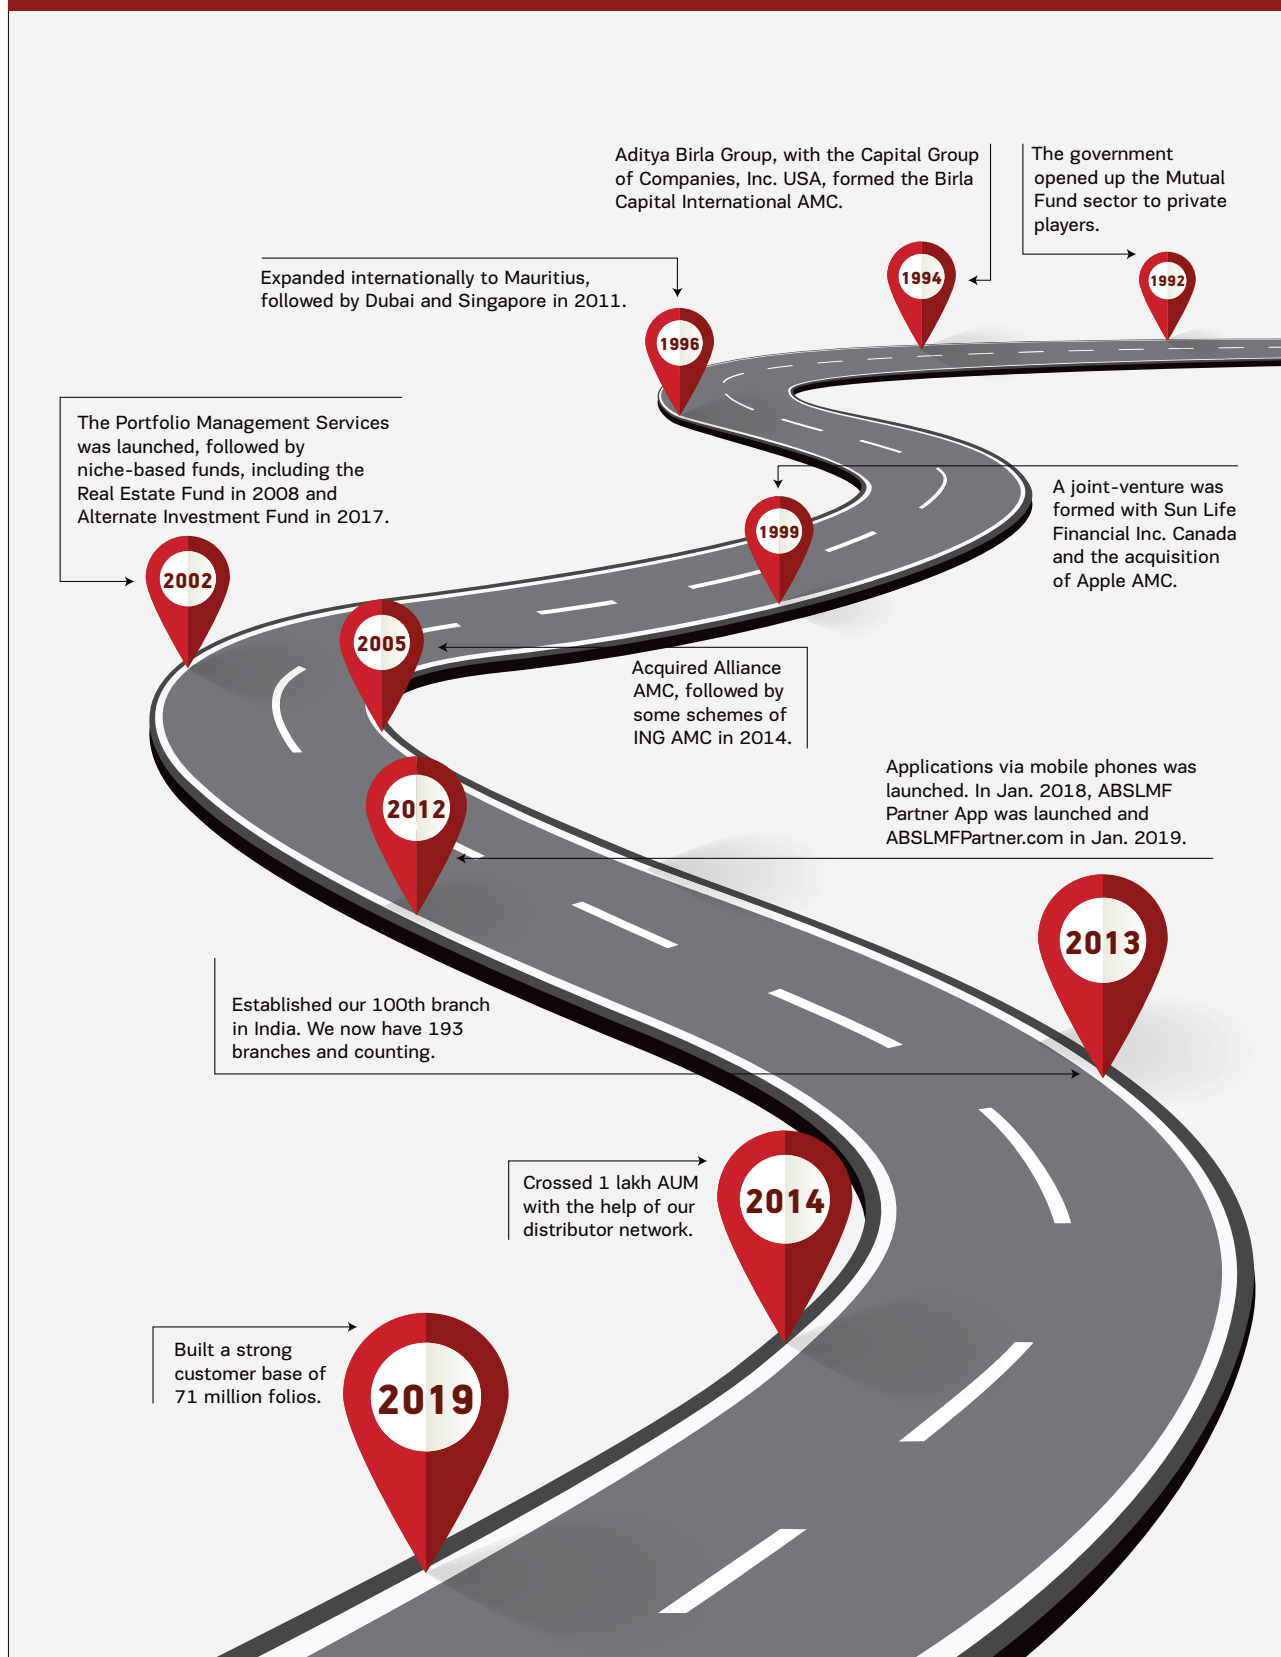 Aditya Birla Group, with the Capital Group
of Companies, Inc. USA, formed the Birla
Capital International AMC.
1994
The government
opened up the Mutual
Fund sector to private
players.
1992
Expanded internationally to Mauritius,
followed by Dubai and Singapore in 2011.
1996
The Portfolio Management Services
was launched, followed by
niche-based funds, including the
Real Estate Fund in 2008 and
Alternate Investment Fund in 2017.
2002
A joint-venture was
formed with Sun Life
Financial Inc. Canada
and the acquisition
of Apple AMC.
1999
2005
Acquired Alliance
AMC, followed by
some schemes of
ING AMC in 2014.
Applications via mobile phones was
launched. In Jan. 2018, ABSLMF
Partner App was launched and
ABSLMFPartner.com in Jan. 2019.
2012
2013
Established our 100th branch
in India. We now have 193
branches and counting.
Crossed 1 lakh AUM
with the help of our
distributor network.
2014
Built a strong
customer base of
71 million folios.
2019